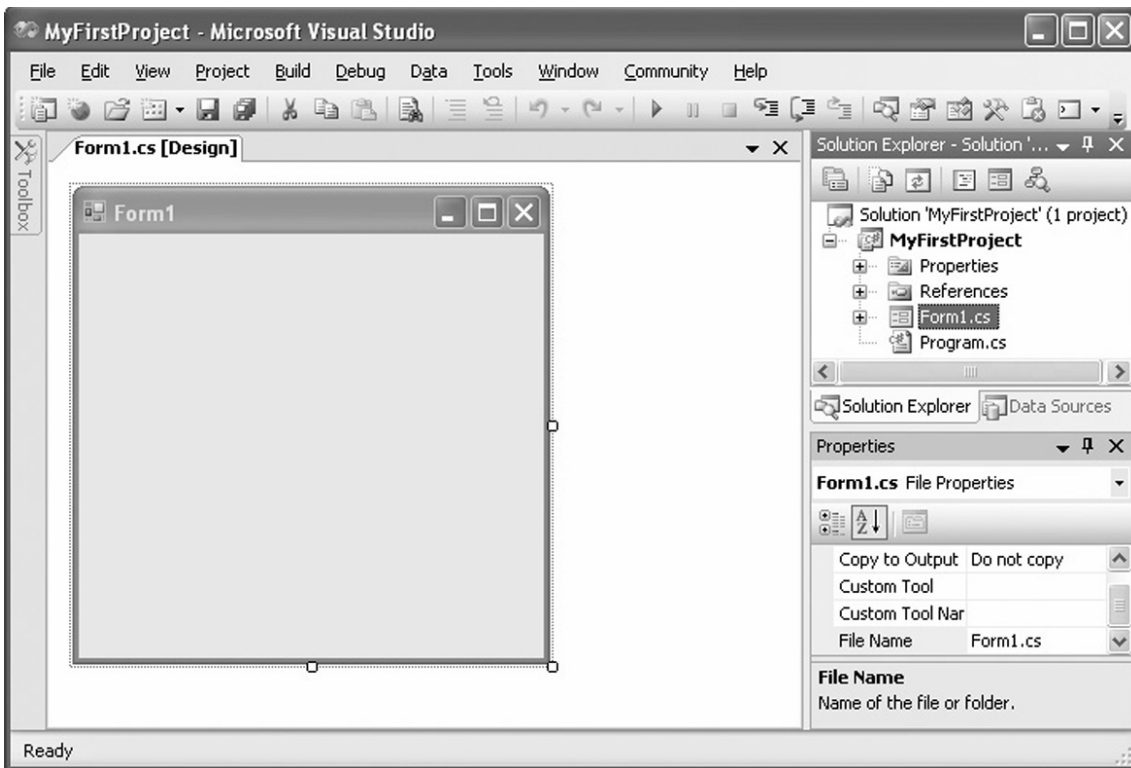 MyFirstProject - Microsoft Visual Studio
File Edit View Project Build Debug Data Tools Window Community Help
Toolbox
Form1.cs [Design]
Form1
Solution Explorer - Solution '...
Solution 'MyFirstProject' (1 project)
MyFirstProject
Properties
References
Form1.cs
Program.cs
Solution Explorer Data Sources
Properties
Form1.cs File Properties
Copy to Output Do not copy
Custom Tool
Custom Tool Nar
File Name Form1.cs
File Name
Name of the file or folder.
Ready